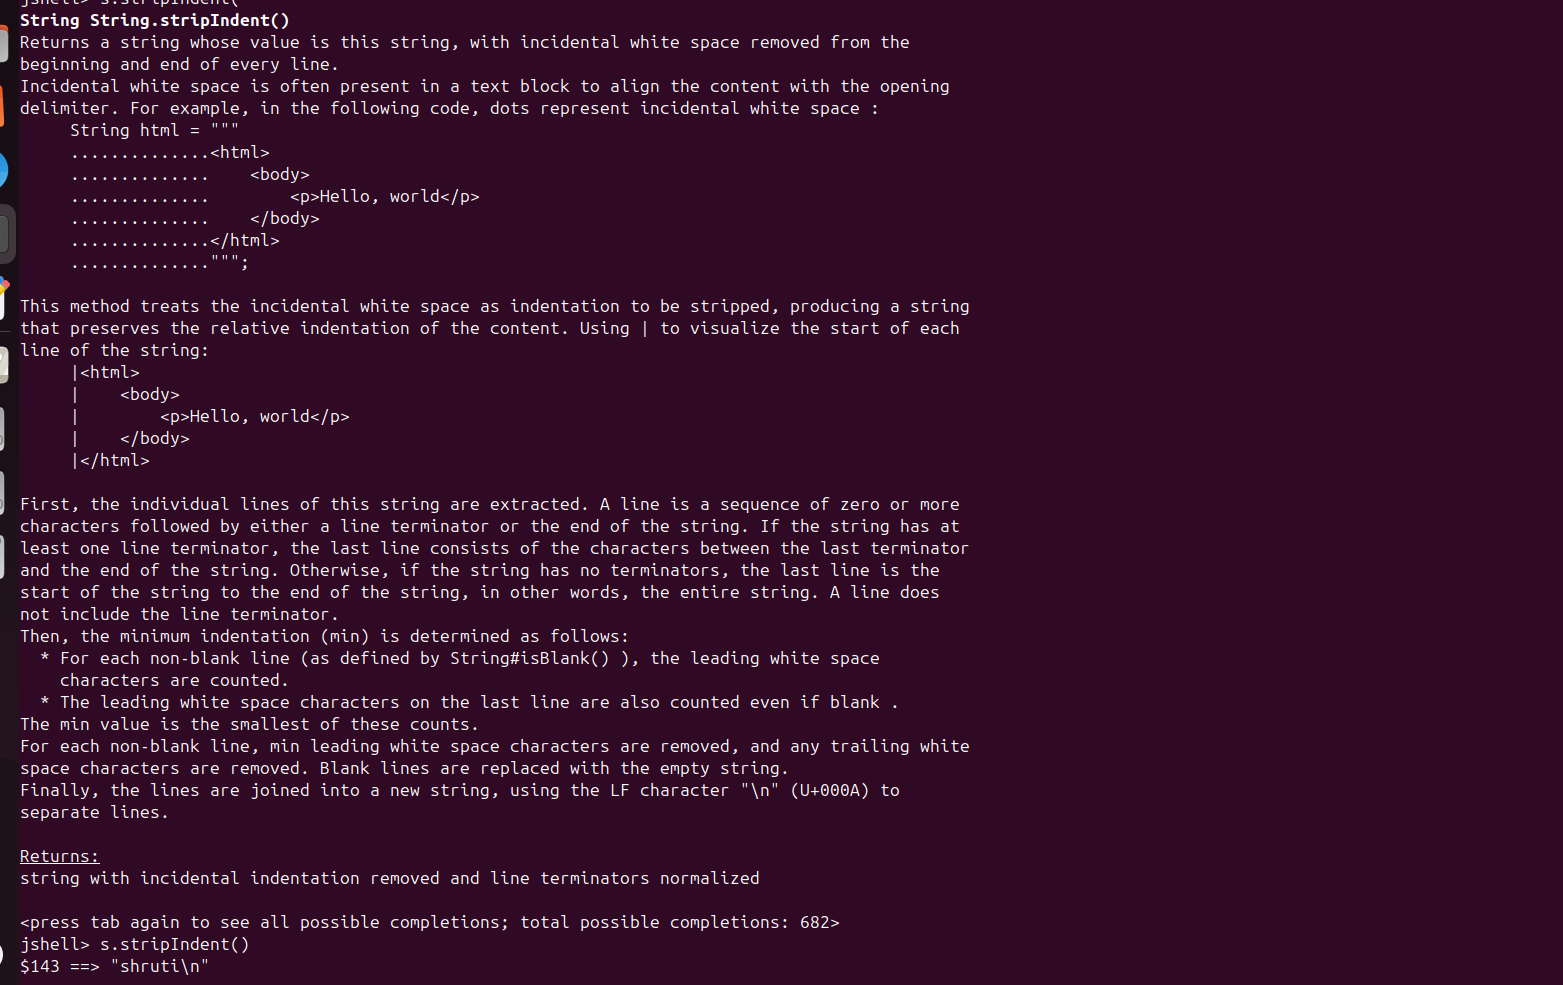 jshell> s.stripIndent(
String String.stripIndent()
Returns a string whose value is this string, with incidental white space removed from the
beginning and end of every line.
Incidental white space is often present in a text block to align the content with the opening
delimiter. For example, in the following code, dots represent incidental white space :
     String html = """
     ..............<html>
     ..............    <body>
     ..............        <p>Hello, world</p>
     ..............    </body>
     ..............</html>
     ..............""";

This method treats the incidental white space as indentation to be stripped, producing a string
that preserves the relative indentation of the content. Using | to visualize the start of each
line of the string:
     |<html>
     |    <body>
     |        <p>Hello, world</p>
     |    </body>
     |</html>

First, the individual lines of this string are extracted. A line is a sequence of zero or more
characters followed by either a line terminator or the end of the string. If the string has at
least one line terminator, the last line consists of the characters between the last terminator
and the end of the string. Otherwise, if the string has no terminators, the last line is the
start of the string to the end of the string, in other words, the entire string. A line does
not include the line terminator.
Then, the minimum indentation (min) is determined as follows:
  * For each non-blank line (as defined by String#isBlank() ), the leading white space
    characters are counted.
  * The leading white space characters on the last line are also counted even if blank .
The min value is the smallest of these counts.
For each non-blank line, min leading white space characters are removed, and any trailing white
space characters are removed. Blank lines are replaced with the empty string.
Finally, the lines are joined into a new string, using the LF character "\n" (U+000A) to
separate lines.

Returns:
string with incidental indentation removed and line terminators normalized

<press tab again to see all possible completions; total possible completions: 682>
jshell> s.stripIndent()
$143 ==> "shruti\n"